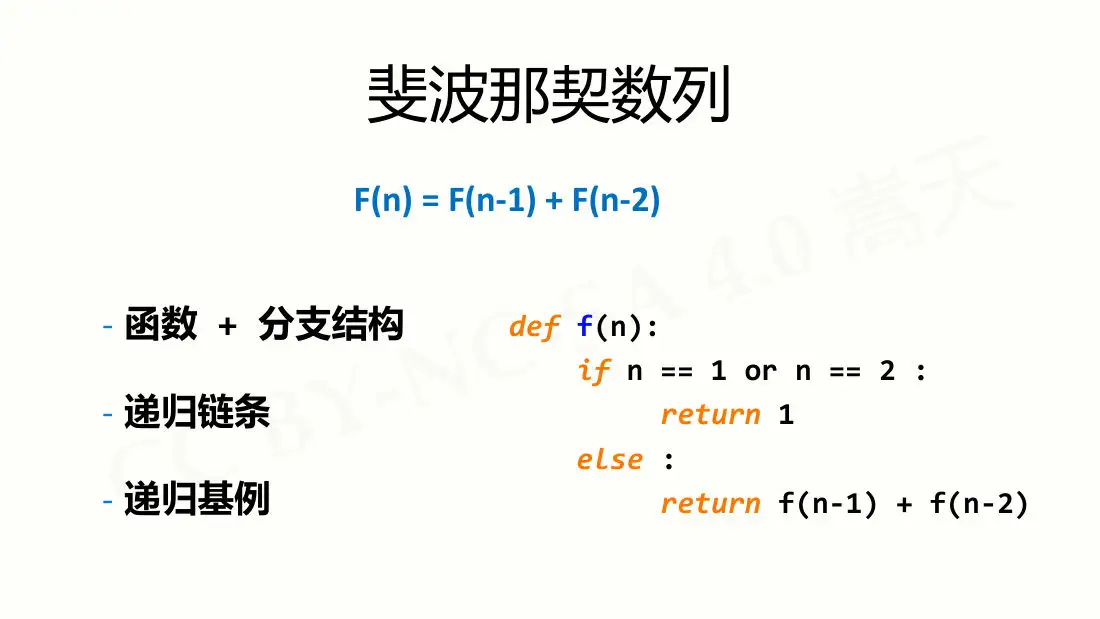 斐波那契数列
F(n) = F(n-1) + F(n-2)
- 函数 + 分支结构
- 递归链条
- 递归基例
def f(n):
if n == 1 or n == 2 :
return 1
else :
return f(n-1) + f(n-2)
CC BY-NC-SA 4.0 嵩天